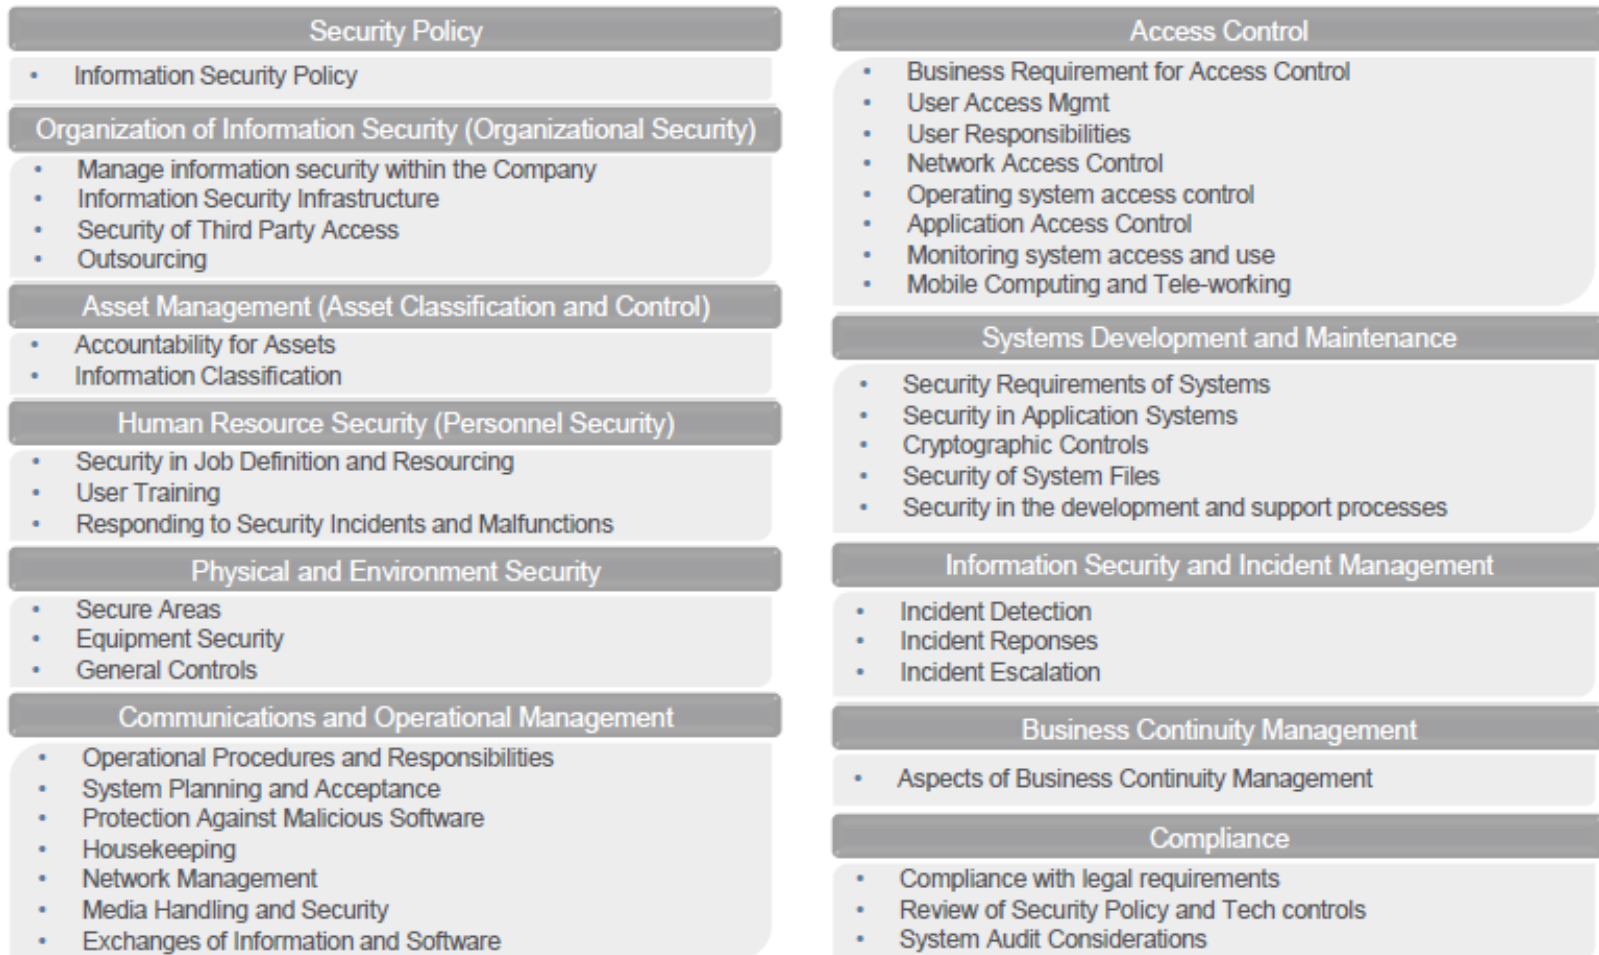 Security Policy
• Information Security Policy
Organization of Information Security (Organizational Security)
• Manage information security within the Company
• Information Security Infrastructure
• Security of Third Party Access
• Outsourcing
Asset Management (Asset Classification and Control)
• Accountability for Assets
• Information Classification
Human Resource Security (Personnel Security)
• Security in Job Definition and Resourcing
• User Training
• Responding to Security Incidents and Malfunctions
Physical and Environment Security
• Secure Areas
• Equipment Security
• General Controls
Communications and Operational Management
• Operational Procedures and Responsibilities
• System Planning and Acceptance
• Protection Against Malicious Software
• Housekeeping
• Network Management
• Media Handling and Security
• Exchanges of Information and Software
Access Control
• Business Requirement for Access Control
• User Access Mgmt
• User Responsibilities
• Network Access Control
• Operating system access control
• Application Access Control
• Monitoring system access and use
• Mobile Computing and Tele-working
Systems Development and Maintenance
• Security Requirements of Systems
• Security in Application Systems
• Cryptographic Controls
• Security of System Files
• Security in the development and support processes
Information Security and Incident Management
• Incident Detection
• Incident Reponses
• Incident Escalation
Business Continuity Management
• Aspects of Business Continuity Management
Compliance
• Compliance with legal requirements
• Review of Security Policy and Tech controls
• System Audit Considerations